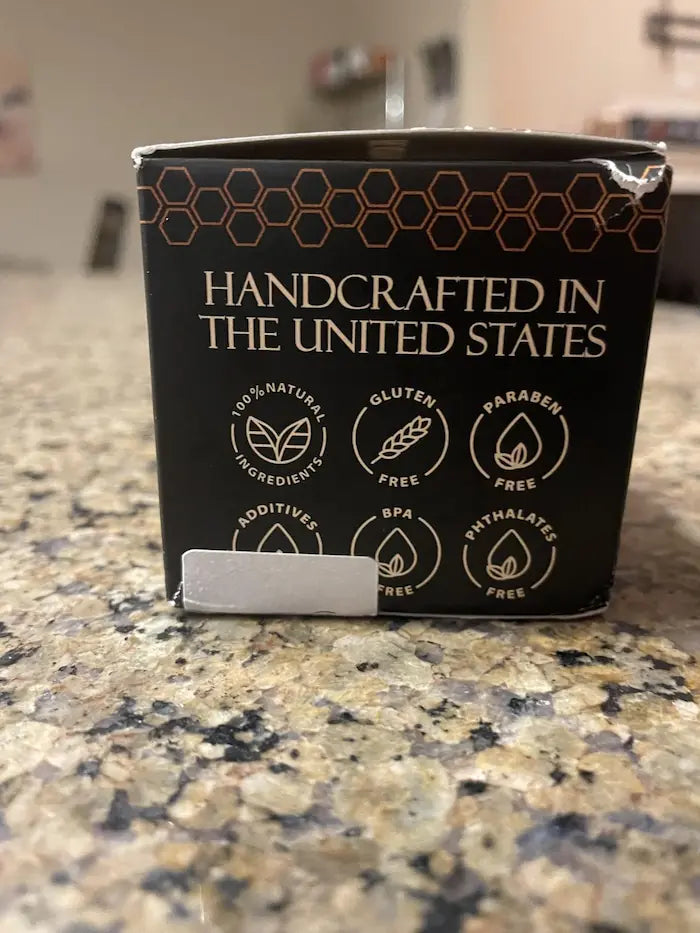 HANDCRAFTED IN
THE UNITED STATES
100% NATURAL
INGREDIENTS
GLUTEN
FREE
PARABEN
FREE
ADDITIVES
BPA
FREE
PHTHALATES
FREE